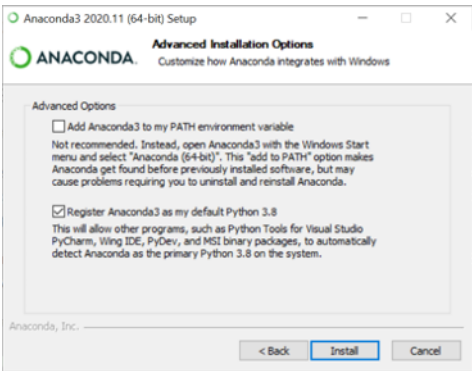 Anaconda3 2020.11 (64-bit) Setup
ANACONDA.
Advanced Installation Options
Customize how Anaconda integrates with Windows
Advanced Options
Add Anaconda3 to my PATH environment variable
Not recommended. Instead, open Anaconda3 with the Windows Start
menu and select "Anaconda (64-bit)". This "add to PATH" option makes
Anaconda get found before previously installed software, but may
cause problems requiring you to uninstall and reinstall Anaconda.
Register Anaconda3 as my default Python 3.8
This will allow other programs, such as Python Tools for Visual Studio
PyCharm, Wing IDE, PyDev, and MSI binary packages, to automatically
detect Anaconda as the primary Python 3.8 on the system.
Anaconda, Inc.
< Back
Install
Cancel